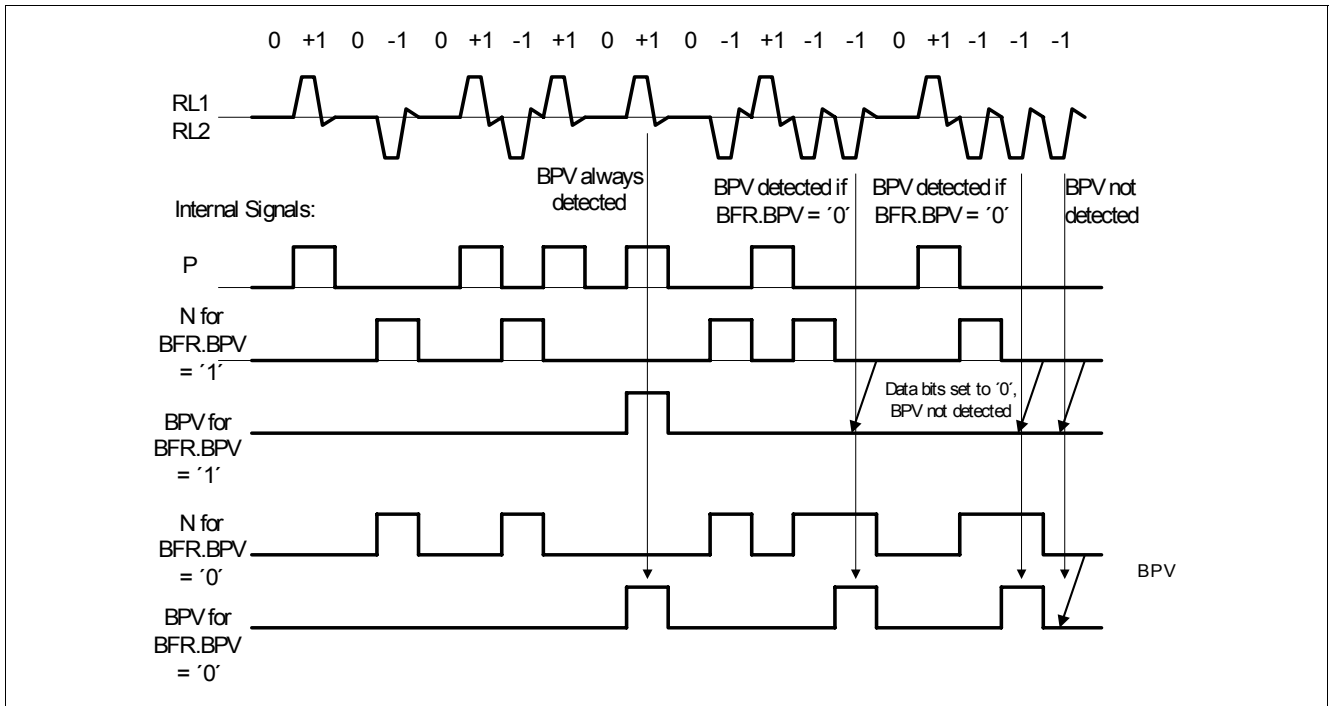 0 +1 0 -1 0 +1 -1 +1 0 +1 0 -1 +1 -1 -1 0 +1 -1 -1 -1
RL1
RL2
BPV always
detected
BPV detected if
BFR.BPV = ´0´
BPV detected if
BFR.BPV = ´0´
BPV not
detected
Internal Signals:
P
N for
BFR.BPV
= ´1´
Data bits set to ´0´,
BPV not detected
BPV for
BFR.BPV
= ´1´
N for
BFR.BPV
= ´0´
BPV
BPV for
BFR.BPV
= ´0´